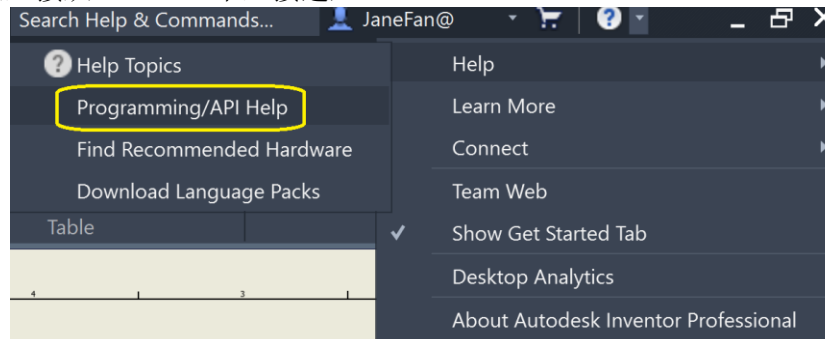 Search Help & Commands... JaneFan@
Help Topics
Programming/API Help
Find Recommended Hardware
Download Language Packs
Table
Help
Learn More
Connect
Team Web
Show Get Started Tab
Desktop Analytics
About Autodesk Inventor Professional
4 3